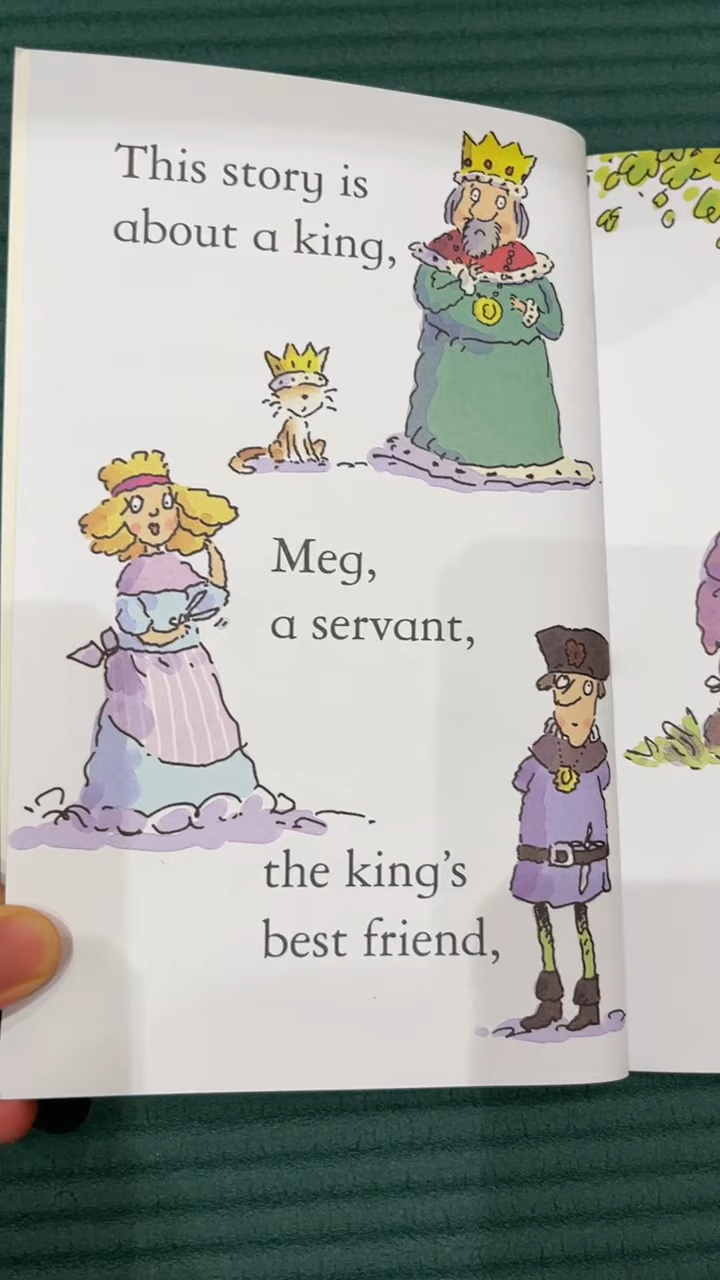 This story is
about a king,
Meg,
a servant,
the king's
best friend,